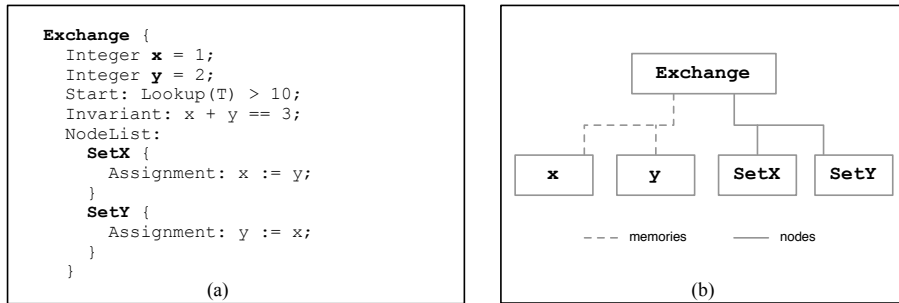 Exchange {
Integer x = 1;
Integer y = 2;
Start: Lookup(T) > 10;
Invariant: x + y == 3;
NodeList:
SetX {
Assignment: x := y;
}
SetY {
Assignment: y := x;
}
}
(a)
Exchange
x y SetX SetY
memories nodes
(b)